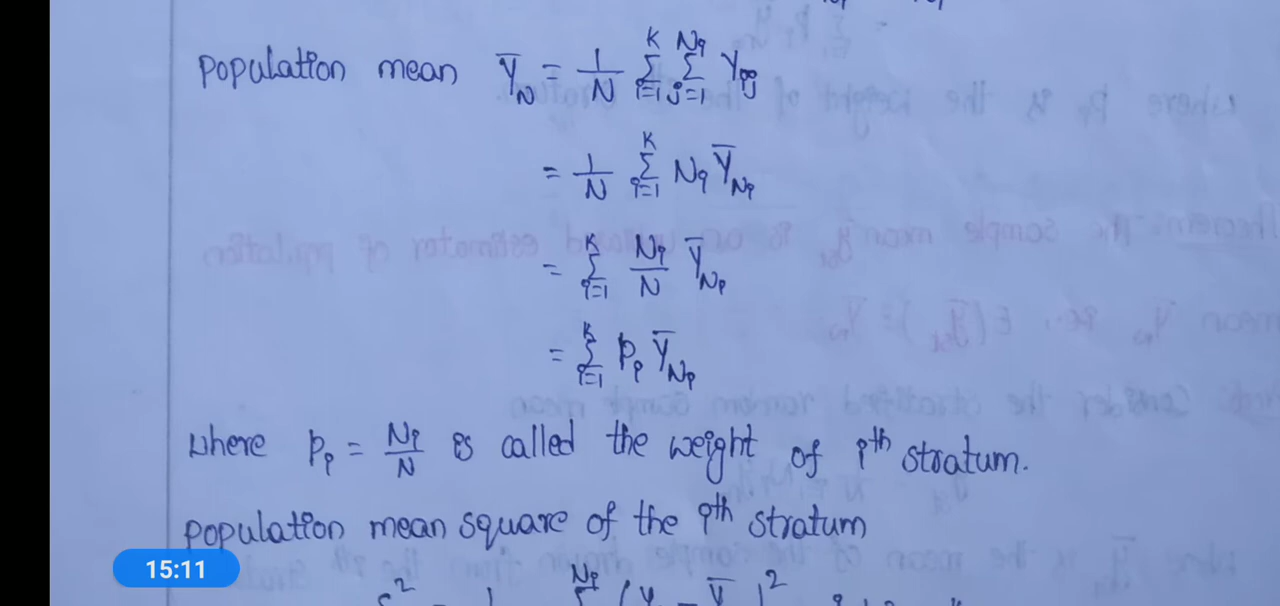 Population mean Ȳ_N = 1/N Σ_{i=1}^{K} Σ_{j=1}^{N_i} Y_ij
= 1/N Σ_{i=1}^{K} N_i Ȳ_{N_i}
= Σ_{i=1}^{K} N_i/N Ȳ_{N_i}
= Σ_{i=1}^{K} P_i Ȳ_{N_i}
where P_i = N_i/N is called the weight of ith stratum.
Population mean square of the ith stratum
15:11